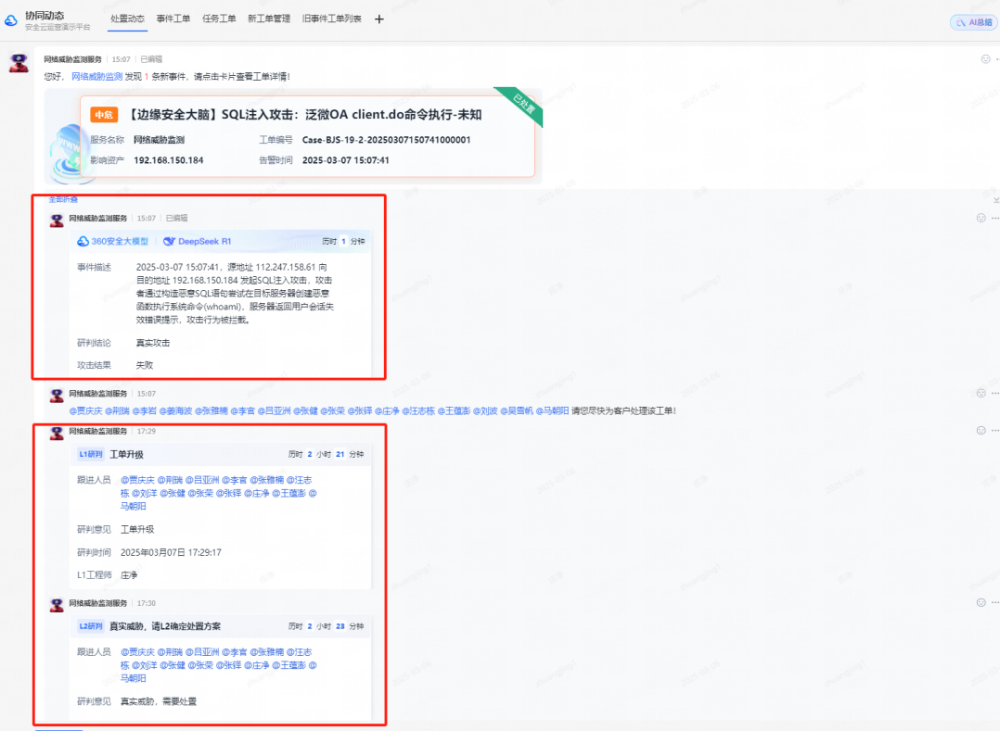 协同动态
安全云运营演示平台
处置动态 事件工单 任务工单 新工单管理 旧事件工单列表 +
AI总结
网络威胁监测服务 15:07 已编辑
您好, 网络威胁监测 发现 1 条新事件, 请点击卡片查看工单详情!
已处置
中危 【边缘安全大脑】SQL注入攻击: 泛微OA client.do命令执行-未知
服务名称 网络威胁监测 工单编号 Case-BJS-19-2-20250307150741000001
影响资产 192.168.150.184 告警时间 2025-03-07 15:07:41
全部折叠
网络威胁监测服务 15:07 已编辑
360安全大模型 DeepSeek R1 历时 1 分钟
事件描述 2025-03-07 15:07:41, 源地址 112.247.158.61 向
目的地址 192.168.150.184 发起SQL注入攻击, 攻击
者通过构造恶意SQL语句尝试在目标服务器创建恶意
函数执行系统命令(whoami), 服务器返回用户会话失
效错误提示, 攻击行为被拦截。
研判结论 真实攻击
攻击结果 失败
网络威胁监测服务 15:07
@贾庆庆 @荆瑞 @李岩 @姜海波 @张雅楠 @李官 @吕亚洲 @张健 @张荣 @张铎 @庄净 @汪志栋 @王蕴澎 @刘波 @吴雪帆 @马朝阳 请您尽快为客户处理该工单!
网络威胁监测服务 17:29
L1研判 工单升级 历时 2 小时 21 分钟
跟进人员 @贾庆庆 @荆瑞 @吕亚洲 @李官 @张雅楠 @汪志
栋 @刘洋 @张健 @张荣 @张铎 @庄净 @王蕴澎 @
马朝阳
研判意见 工单升级
研判时间 2025年03月07日 17:29:17
L1工程师 庄净
网络威胁监测服务 17:30
L2研判 真实威胁, 请L2确定处置方案 历时 2 小时 23 分钟
跟进人员 @贾庆庆 @荆瑞 @吕亚洲 @李官 @张雅楠 @汪志
栋 @刘洋 @张健 @张荣 @张铎 @庄净 @王蕴澎 @
马朝阳
研判意见 真实威胁, 需要处置